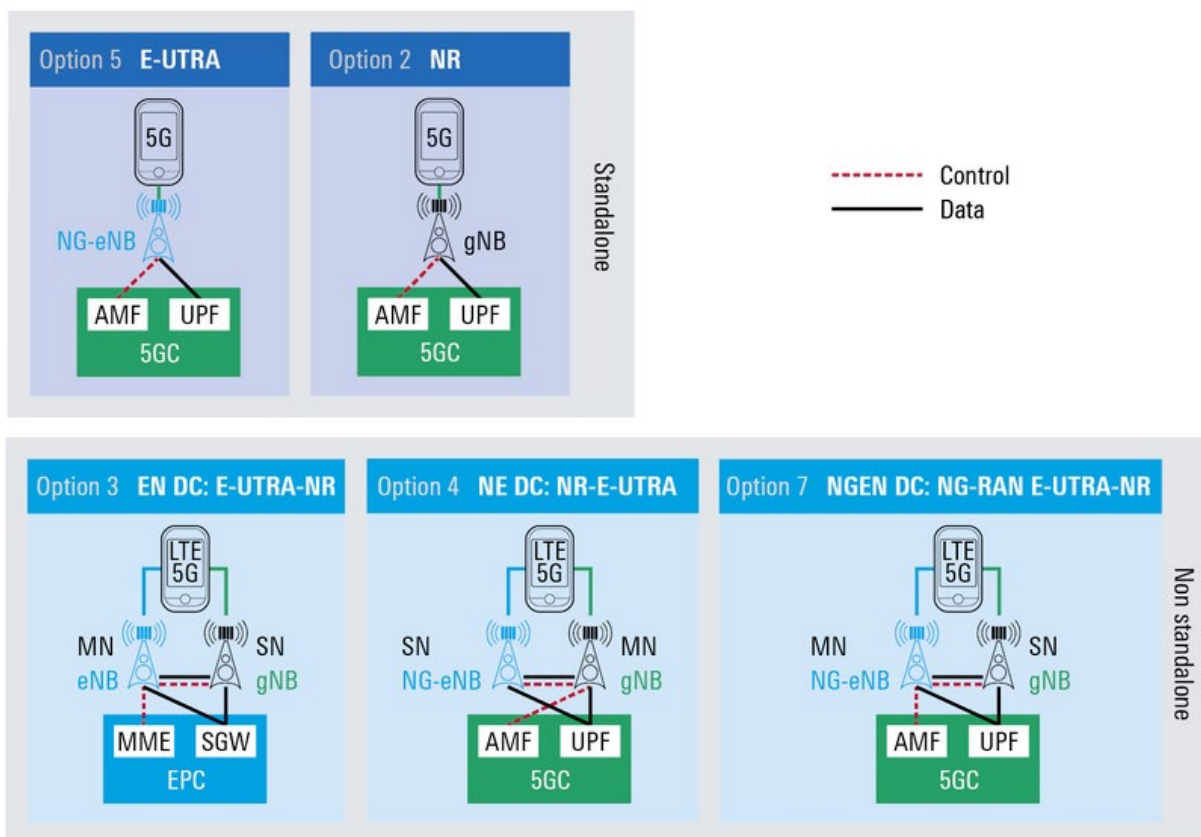 Option 5 E-UTRA
5G
NG-eNB
AMF UPF
5GC
Option 2 NR
5G
gNB
AMF UPF
5GC
Standalone
Control
Data
Option 3 EN DC: E-UTRA-NR
LTE
5G
MN SN
eNB gNB
MME SGW
EPC
Option 4 NE DC: NR-E-UTRA
LTE
5G
SN MN
NG-eNB gNB
AMF UPF
5GC
Option 7 NGEN DC: NG-RAN E-UTRA-NR
LTE
5G
MN SN
NG-eNB gNB
AMF UPF
5GC
Non standalone